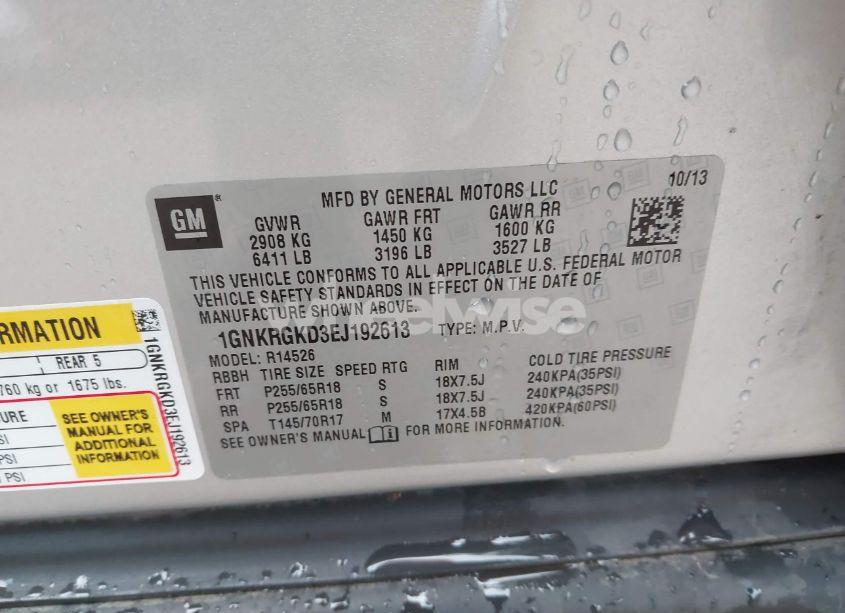 MFD BY GENERAL MOTORS LLC 10/13
GM
GVWR GAWR FRT GAWR RR
2908 KG 1450 KG 1600 KG
6411 LB 3196 LB 3527 LB
THIS VEHICLE CONFORMS TO ALL APPLICABLE U.S. FEDERAL MOTOR
VEHICLE SAFETY STANDARDS IN EFFECT ON THE DATE OF
MANUFACTURE SHOWN ABOVE.
wheelwise
1GNKRGKD3EJ192613 TYPE: M.P.V.
MODEL: R14526
RBBH TIRE SIZE SPEED RTG RIM COLD TIRE PRESSURE
FRT P255/65R18 S 18X7.5J 240KPA(35PSI)
RR P255/65R18 S 18X7.5J 240KPA(35PSI)
SPA T145/70R17 M 17X4.5B 420KPA(60PSI)
SEE OWNER'S MANUAL FOR MORE INFORMATION.
RMATION
REAR 5
760 kg or 1675 lbs.
SEE OWNER'S
MANUAL FOR
ADDITIONAL
INFORMATION
PSI
PSI
1GNKRGKD3EJ192613